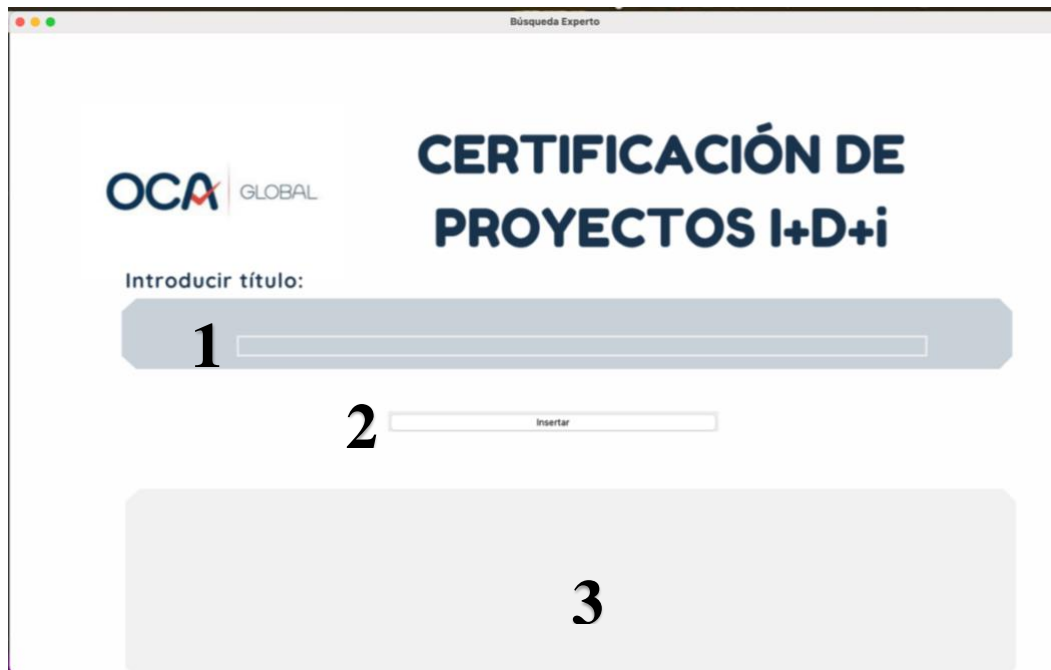 Búsqueda Experto
CERTIFICACIÓN DE
PROYECTOS I+D+i
OCA GLOBAL
Introducir título:
1
2
Insertar
3